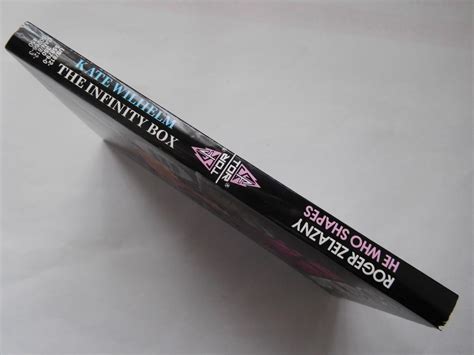 KATE WILHELM
THE INFINITY BOX
TOR
TOR
®
ROGER ZELAZNY
HE WHO SHAPES